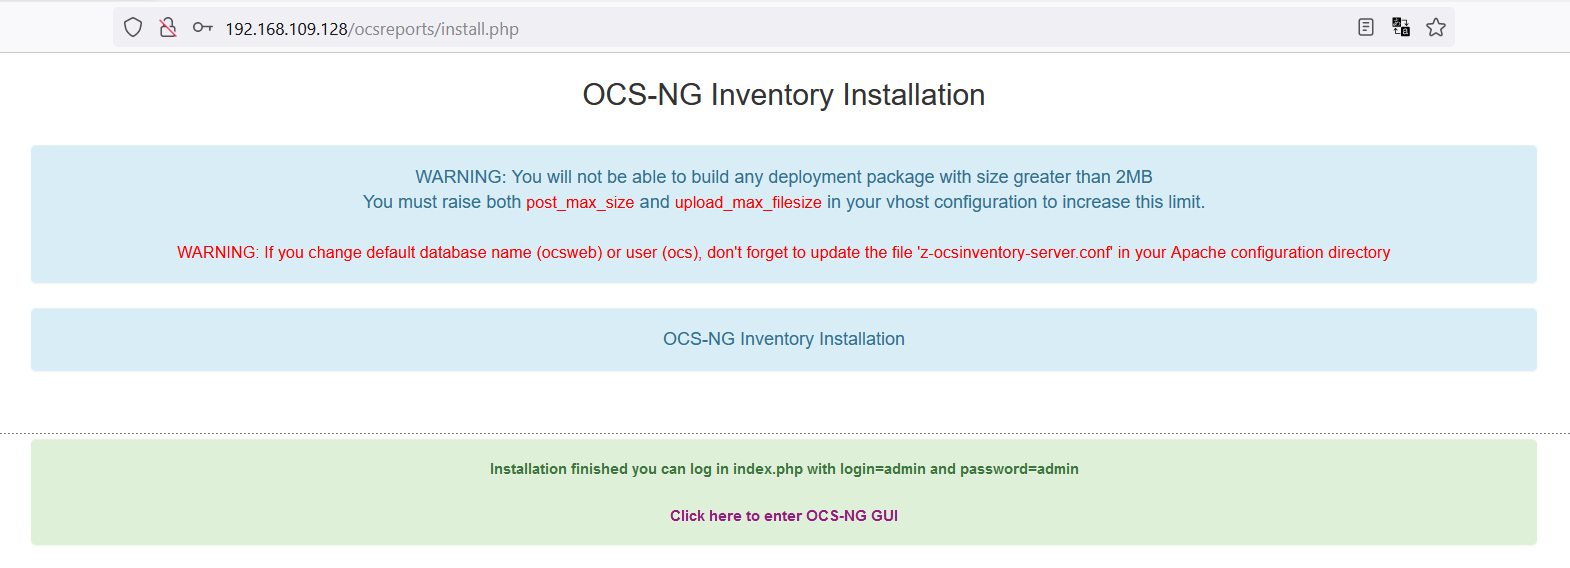 192.168.109.128/ocsreports/install.php
OCS-NG Inventory Installation
WARNING: You will not be able to build any deployment package with size greater than 2MB
You must raise both post_max_size and upload_max_filesize in your vhost configuration to increase this limit.
WARNING: If you change default database name (ocsweb) or user (ocs), don't forget to update the file 'z-ocsinventory-server.conf' in your Apache configuration directory
OCS-NG Inventory Installation
Installation finished you can log in index.php with login=admin and password=admin
Click here to enter OCS-NG GUI